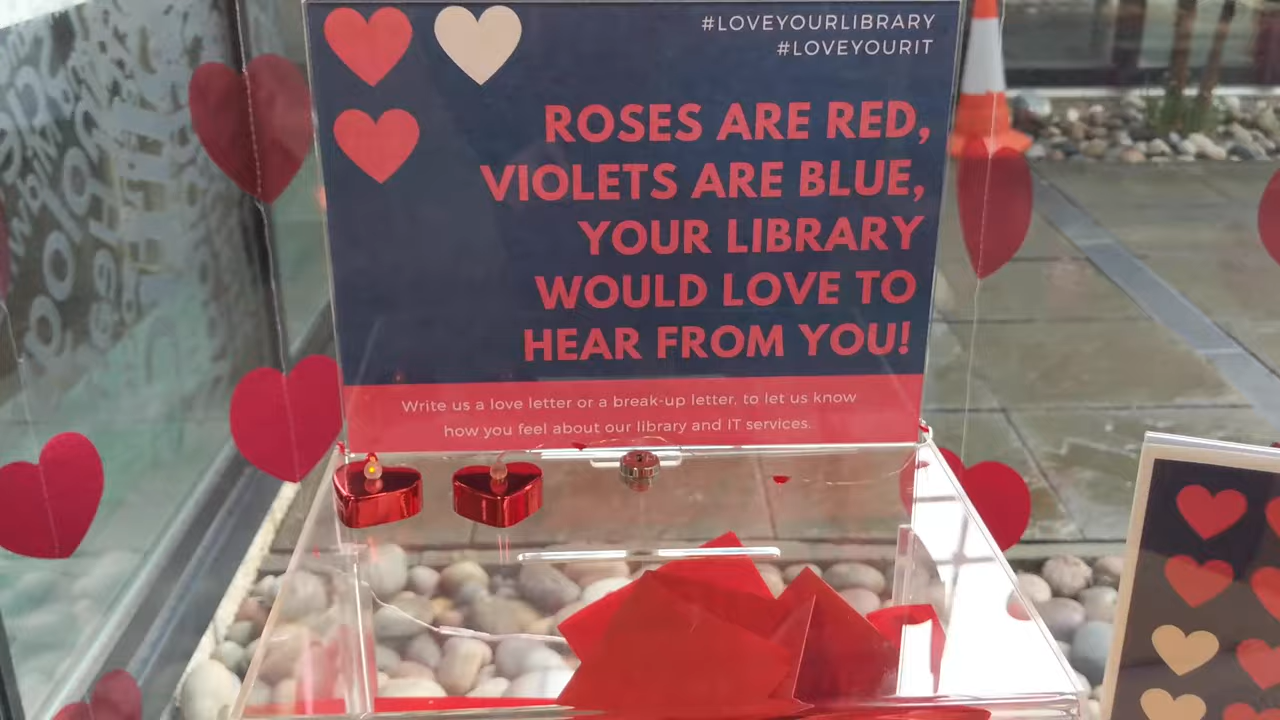 #LOVEYOURLIBRARY
#LOVEYOURIT
ROSES ARE RED,
VIOLETS ARE BLUE,
YOUR LIBRARY
WOULD LOVE TO
HEAR FROM YOU!
Write us a love letter or a break-up letter, to let us know
how you feel about our library and IT services.